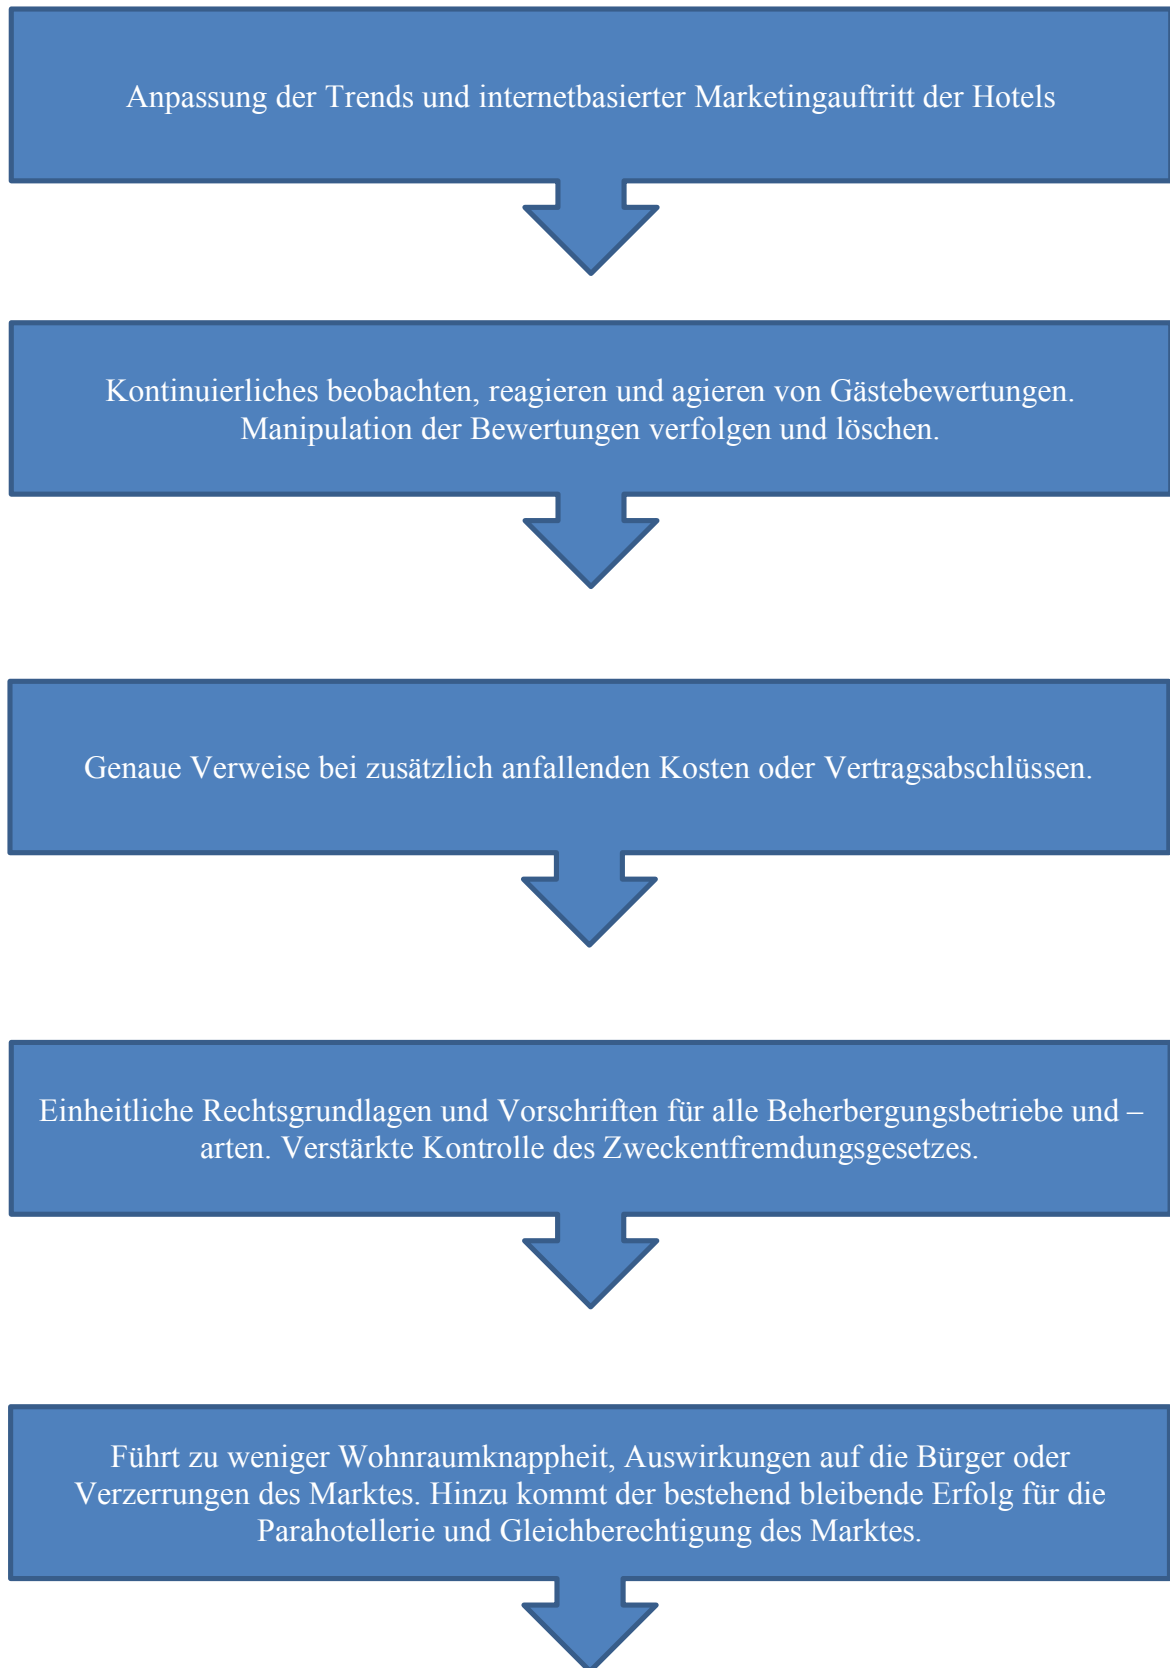 Anpassung der Trends und internetbasierter Marketingauftritt der Hotels
Kontinuierliches beobachten, reagieren und agieren von Gästebewertungen.
Manipulation der Bewertungen verfolgen und löschen.
Genaue Verweise bei zusätzlich anfallenden Kosten oder Vertragsabschlüssen.
Einheitliche Rechtsgrundlagen und Vorschriften für alle Beherbergungsbetriebe und –
arten. Verstärkte Kontrolle des Zweckentfremdungsgesetzes.
Führt zu weniger Wohnraumknappheit, Auswirkungen auf die Bürger oder
Verzerrungen des Marktes. Hinzu kommt der bestehend bleibende Erfolg für die
Parahotellerie und Gleichberechtigung des Marktes.